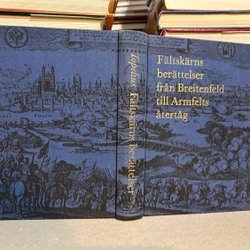 Topelius Fältskärns berättelser
Fältskärns
berättelser
från Breitenfeld
till Armfelts
återtåg